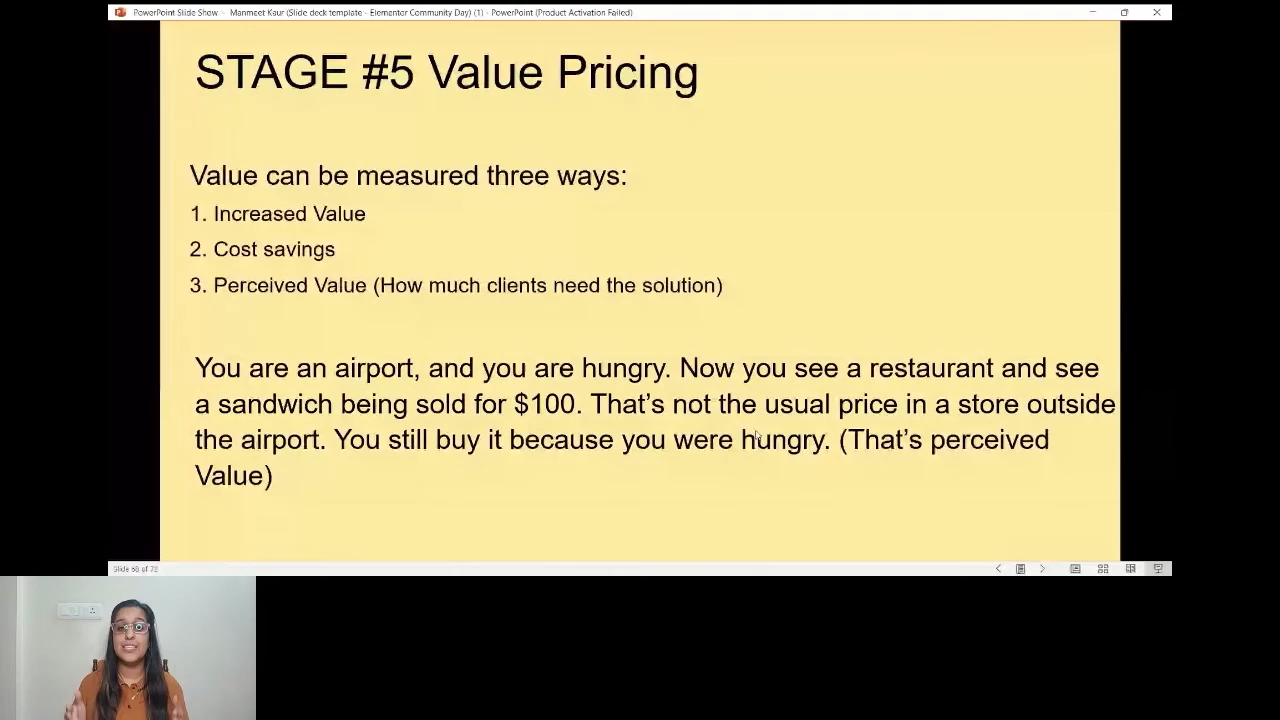 PowerPoint Slide Show - Manmeet Kaur (Slide deck template - Elementor Community Day) (1) - PowerPoint (Product Activation Failed)
STAGE #5 Value Pricing
Value can be measured three ways:
1. Increased Value
2. Cost savings
3. Perceived Value (How much clients need the solution)
You are an airport, and you are hungry. Now you see a restaurant and see
a sandwich being sold for $100. That’s not the usual price in a store outside
the airport. You still buy it because you were hungry. (That’s perceived
Value)
Slide 68 of 78